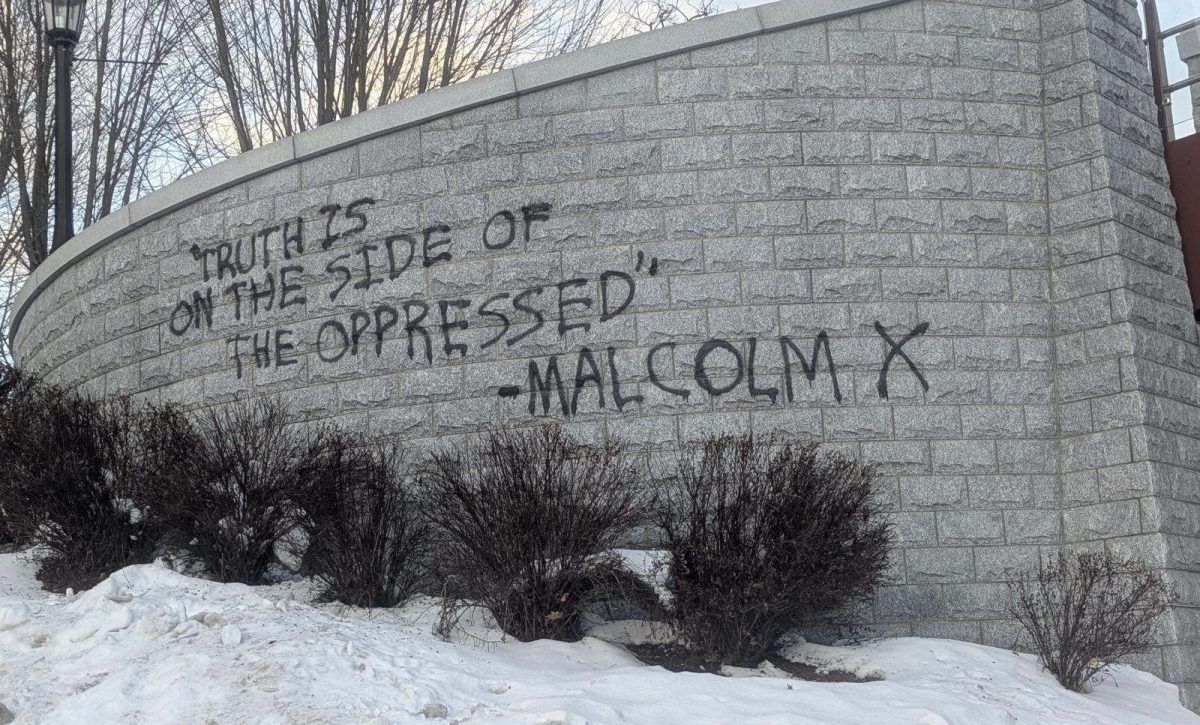 "TRUTH IS
ON THE SIDE OF
THE OPPRESSED"
-MALCOLM X